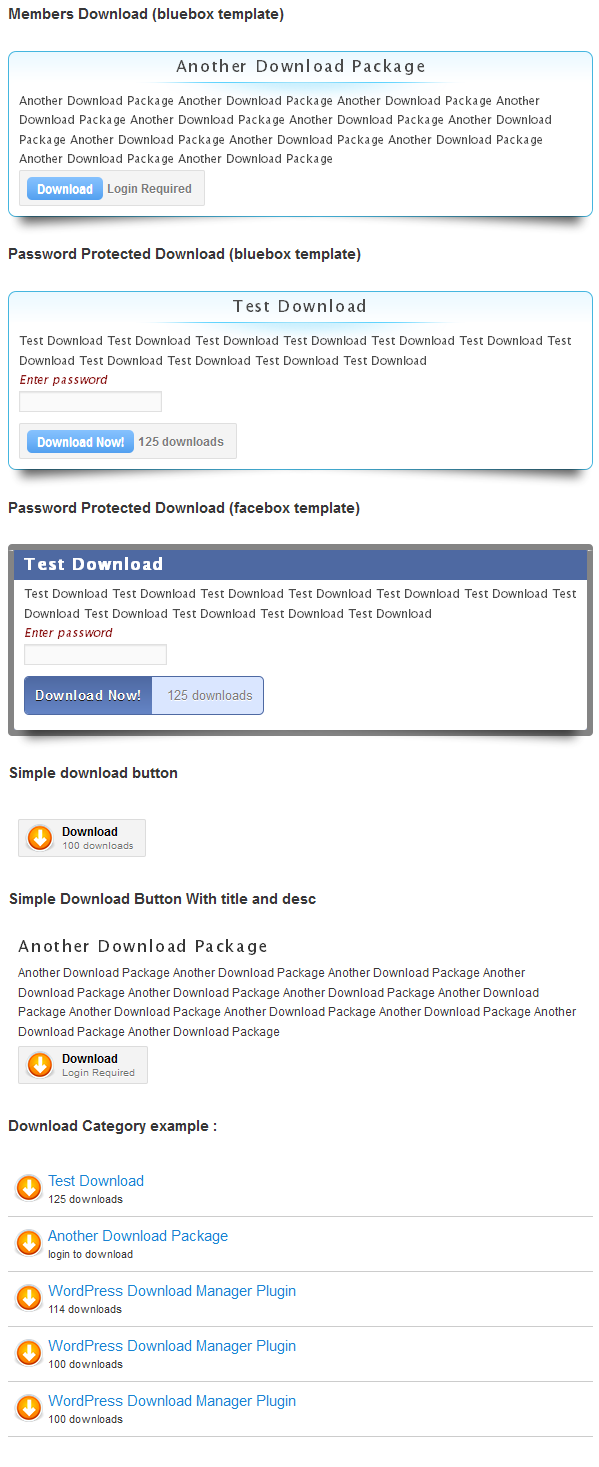 Members Download (bluebox template)
Another Download Package
Another Download Package Another Download Package Another Download Package Another
Download Package Another Download Package Another Download Package Another Download
Package Another Download Package Another Download Package Another Download Package
Another Download Package Another Download Package
Download Login Required
Password Protected Download (bluebox template)
Test Download
Test Download Test Download Test Download Test Download Test Download Test Download Test
Download Test Download Test Download Test Download Test Download
Enter password
Download Now! 125 downloads
Password Protected Download (facebox template)
Test Download
Test Download Test Download Test Download Test Download Test Download Test Download Test
Download Test Download Test Download Test Download Test Download
Enter password
Download Now! 125 downloads
Simple download button
Download
100 downloads
Simple Download Button With title and desc
Another Download Package
Another Download Package Another Download Package Another Download Package Another
Download Package Another Download Package Another Download Package Another Download
Package Another Download Package Another Download Package Another Download Package Another
Download Package Another Download Package
Download
Login Required
Download Category example :
Test Download
125 downloads
Another Download Package
login to download
WordPress Download Manager Plugin
114 downloads
WordPress Download Manager Plugin
100 downloads
WordPress Download Manager Plugin
100 downloads